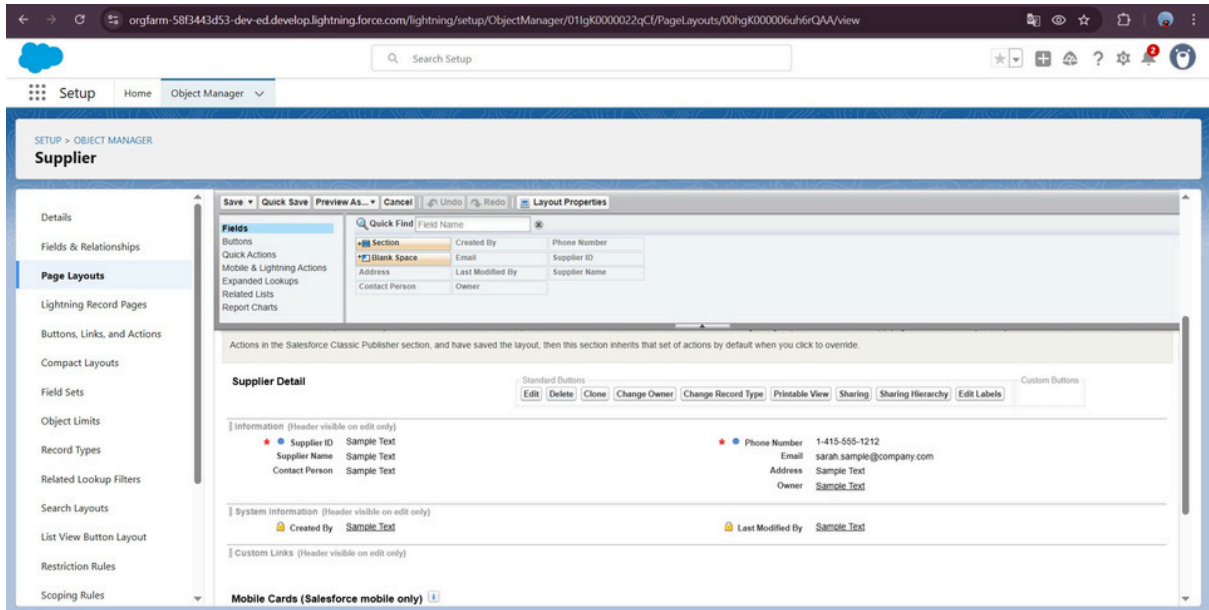 orgfarm-58f3443d53-dev-ed.develop.lightning.force.com/lightning/setup/ObjectManager/01IgK0000022qCf/PageLayouts/00hgK000006uh6rQAA/view
Search Setup
2
Setup Home Object Manager
SETUP > OBJECT MANAGER
Supplier
Details
Fields & Relationships
Page Layouts
Lightning Record Pages
Buttons, Links, and Actions
Compact Layouts
Field Sets
Object Limits
Record Types
Related Lookup Filters
Search Layouts
List View Button Layout
Restriction Rules
Scoping Rules
Save Quick Save Preview As... Cancel Undo Redo Layout Properties
Fields
Buttons
Quick Actions
Mobile & Lightning Actions
Expanded Lookups
Related Lists
Report Charts
Quick Find Field Name
Section Created By Phone Number
Blank Space Email Supplier ID
Address Last Modified By Supplier Name
Contact Person Owner
Actions in the Salesforce Classic Publisher section, and have saved the layout, then this section inherits that set of actions by default when you click to override.
Supplier Detail
Standard Buttons
Edit Delete Clone Change Owner Change Record Type Printable View Sharing Sharing Hierarchy Edit Labels
Custom Buttons
Information (Header visible on edit only)
Supplier ID Sample Text
Supplier Name Sample Text
Contact Person Sample Text
Phone Number 1-415-555-1212
Email sarah.sample@company.com
Address Sample Text
Owner Sample Text
System Information (Header visible on edit only)
Created By Sample Text
Last Modified By Sample Text
Custom Links (Header visible on edit only)
Mobile Cards (Salesforce mobile only) i